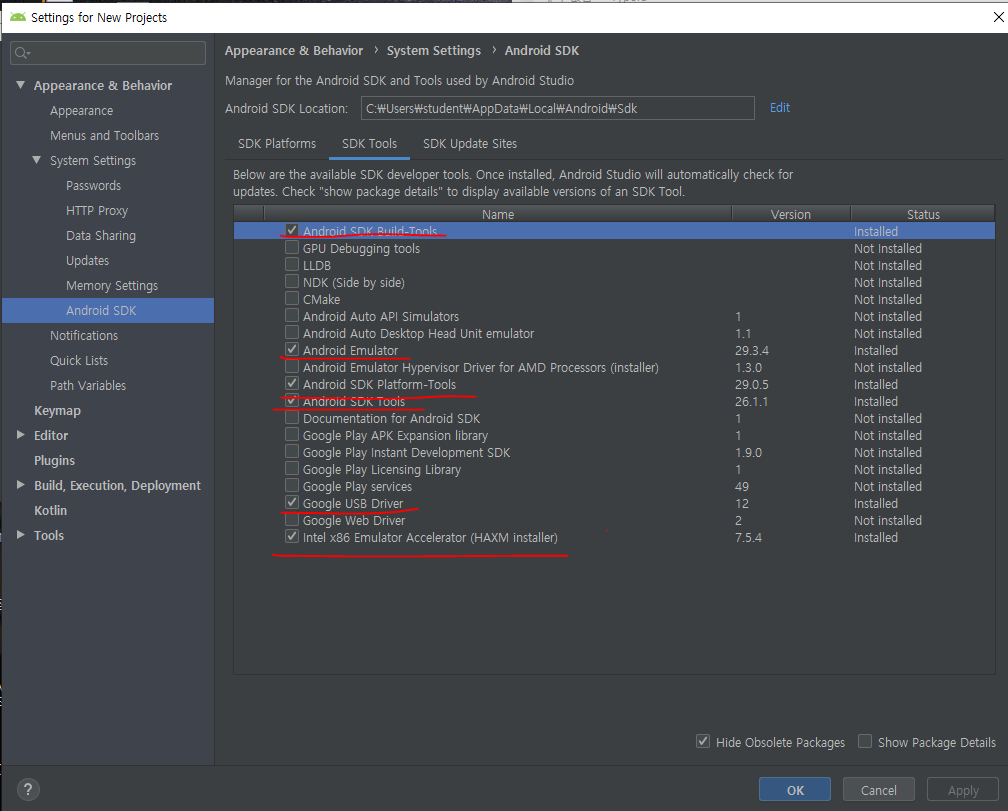 Settings for New Projects
Appearance & Behavior › System Settings › Android SDK
Manager for the Android SDK and Tools used by Android Studio
Android SDK Location: C:₩Users₩student₩AppData₩Local₩Android₩Sdk Edit
SDK Platforms SDK Tools SDK Update Sites
Below are the available SDK developer tools. Once installed, Android Studio will automatically check for
updates. Check "show package details" to display available versions of an SDK Tool.
Name Version Status
Android SDK Build-Tools Installed
GPU Debugging tools Not Installed
LLDB Not Installed
NDK (Side by side) Not Installed
CMake Not Installed
Android Auto API Simulators 1 Not installed
Android Auto Desktop Head Unit emulator 1.1 Not installed
Android Emulator 29.3.4 Installed
Android Emulator Hypervisor Driver for AMD Processors (installer) 1.3.0 Not installed
Android SDK Platform-Tools 29.0.5 Installed
Android SDK Tools 26.1.1 Installed
Documentation for Android SDK 1 Not installed
Google Play APK Expansion library 1 Not installed
Google Play Instant Development SDK 1.9.0 Not installed
Google Play Licensing Library 1 Not installed
Google Play services 49 Not installed
Google USB Driver 12 Installed
Google Web Driver 2 Not installed
Intel x86 Emulator Accelerator (HAXM installer) 7.5.4 Installed
Appearance & Behavior
Appearance
Menus and Toolbars
System Settings
Passwords
HTTP Proxy
Data Sharing
Updates
Memory Settings
Android SDK
Notifications
Quick Lists
Path Variables
Keymap
Editor
Plugins
Build, Execution, Deployment
Kotlin
Tools
Hide Obsolete Packages Show Package Details
? OK Cancel Apply